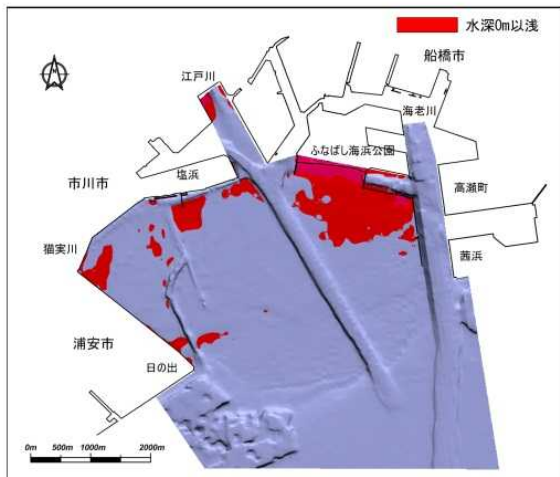 水深0m以浅
船橋市
江戸川
海老川
ふなばし海浜公園
塩浜
高瀬町
市川市
猫実川
茜浜
浦安市
日の出
0m 500m 1000m 2000m